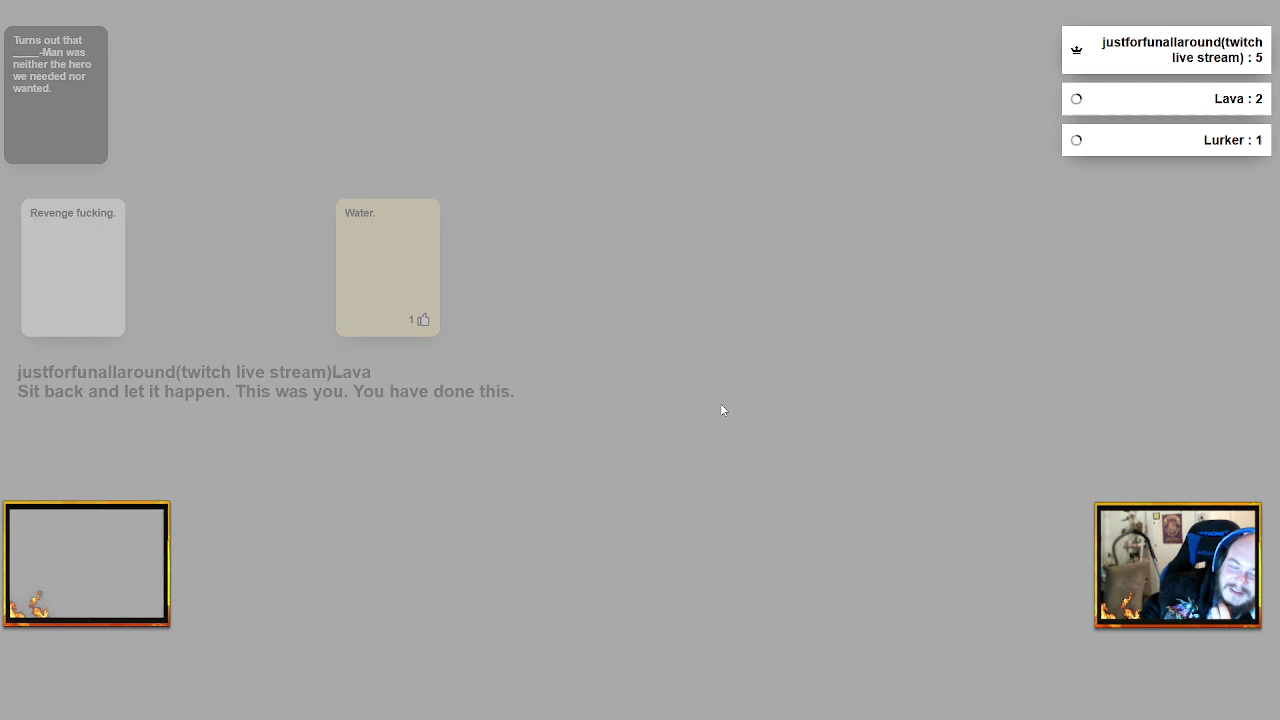 Turns out that
_____-Man was
neither the hero
we needed nor
wanted.
justforfunallaround(twitch
live stream) : 5
Lava : 2
Lurker : 1
Revenge fucking.
Water.
1
justforfunallaround(twitch live stream)Lava
Sit back and let it happen. This was you. You have done this.